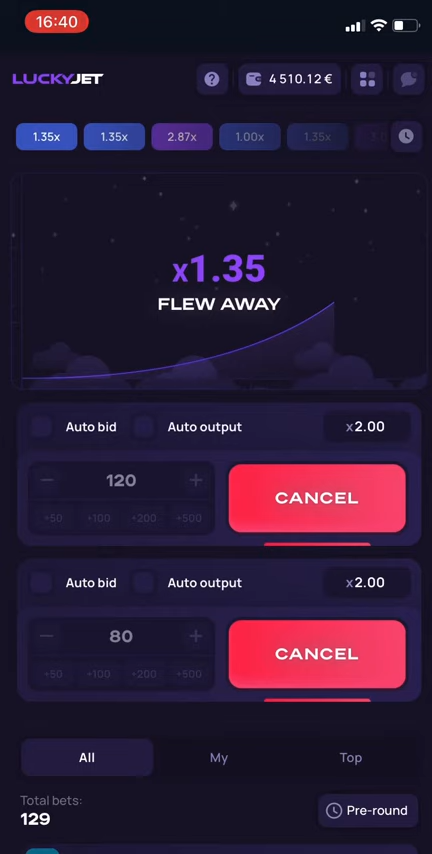 16:40
LUCKYJET
?
4 510.12 €
1.35x 1.35x 2.87x 1.00x 1.35x
x1.35
FLEW AWAY
Auto bid Auto output x2.00
− 120 +
+50 +100 +200 +500
CANCEL
Auto bid Auto output x2.00
− 80 +
+50 +100 +200 +500
CANCEL
All My Top
Total bets:
129
Pre-round